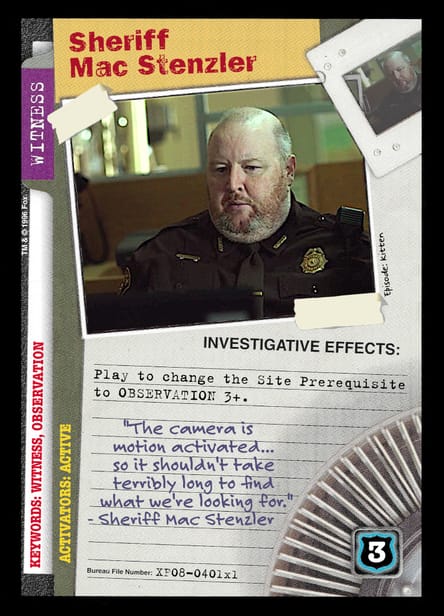 Sheriff
Mac Stenzler
WITNESS
TM & © 1996 Fox
Episode: Kitten
INVESTIGATIVE EFFECTS:
Play to change the Site Prerequisite
to OBSERVATION 3+.
"The camera is
motion activated...
so it shouldn't take
terribly long to find
what we're looking for."
- Sheriff Mac Stenzler
KEYWORDS: WITNESS, OBSERVATION
ACTIVATORS: ACTIVE
Bureau File Number: XF08-0401x1
3